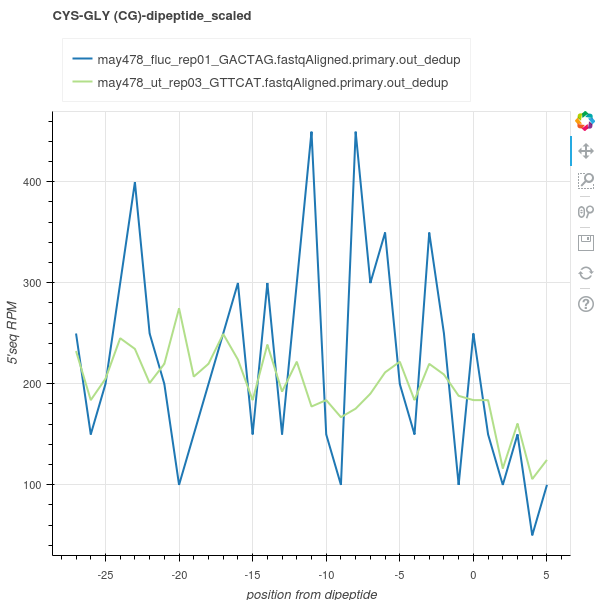 CYS-GLY (CG)-dipeptide_scaled
may478_fluc_rep01_GACTAG.fastqAligned.primary.out_dedup
may478_ut_rep03_GTTCAT.fastqAligned.primary.out_dedup
400
300
200
100
5'seq RPM
-25 -20 -15 -10 -5 0 5
position from dipeptide